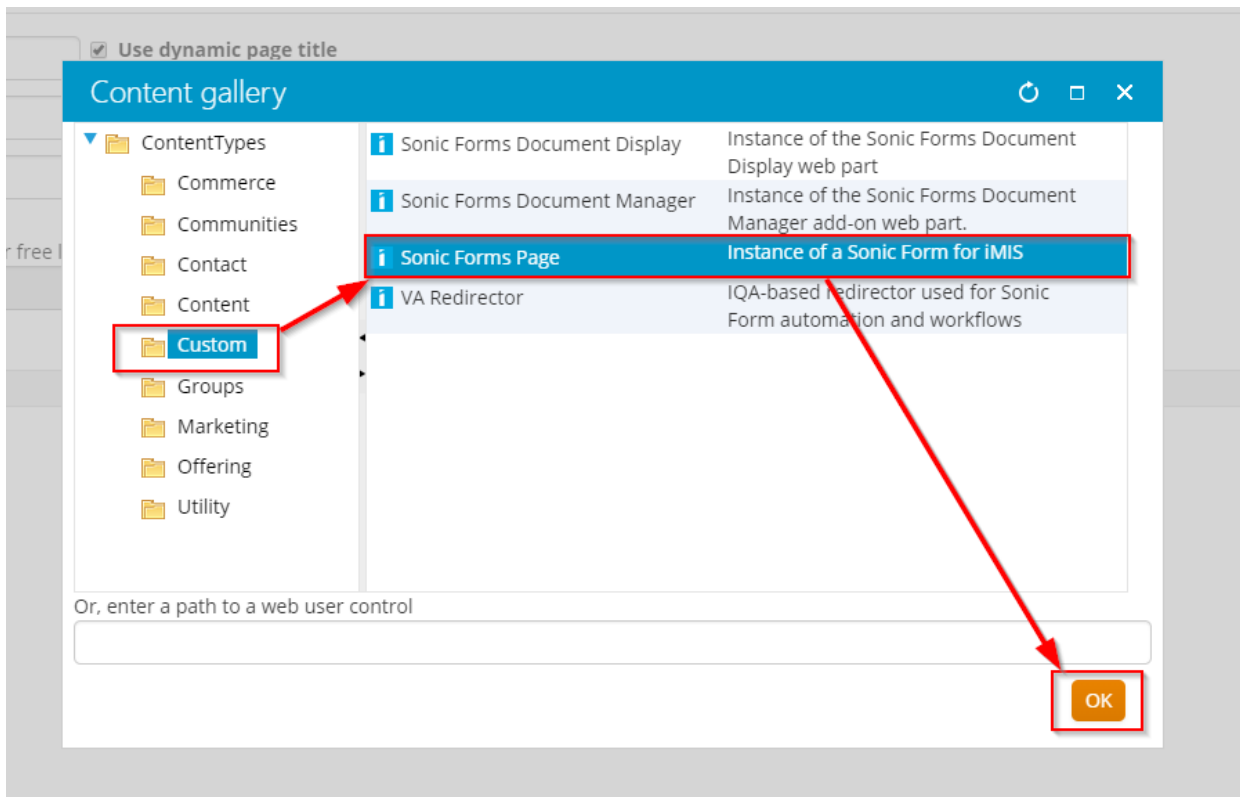 Use dynamic page title
Content gallery
ContentTypes
Commerce
Communities
Contact
Content
Custom
Groups
Marketing
Offering
Utility
Sonic Forms Document Display
Instance of the Sonic Forms Document
Display web part
Sonic Forms Document Manager
Instance of the Sonic Forms Document
Manager add-on web part.
Sonic Forms Page
Instance of a Sonic Form for iMIS
VA Redirector
IQA-based redirector used for Sonic
Form automation and workflows
r free l
Or, enter a path to a web user control
OK